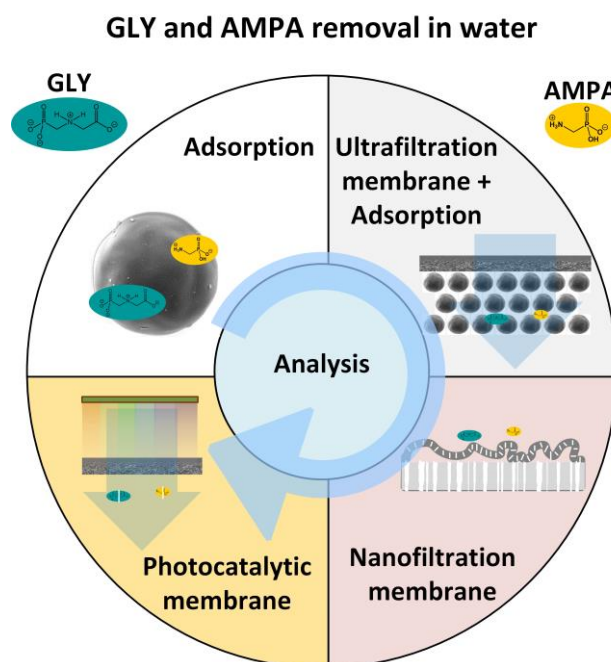 GLY and AMPA removal in water
GLY
AMPA
Adsorption
Ultrafiltration
membrane +
Adsorption
Analysis
Photocatalytic
membrane
Nanofiltration
membrane